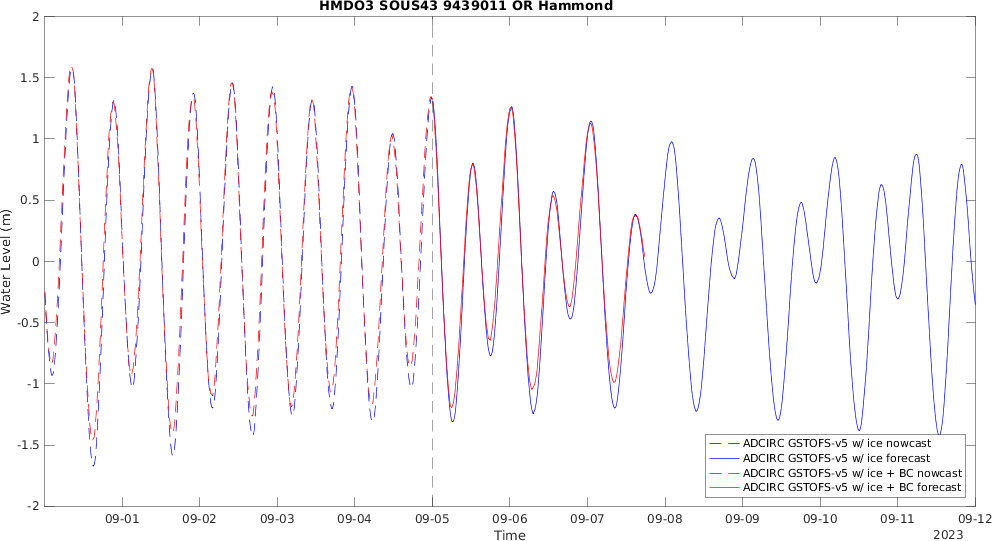 HMDO3 SOUS43 9439011 OR Hammond
2
1.5
1
0.5
0
-0.5
-1
-1.5
-2
Water Level (m)
ADCIRC GSTOFS-v5 w/ ice nowcast
ADCIRC GSTOFS-v5 w/ ice forecast
ADCIRC GSTOFS-v5 w/ ice + BC nowcast
ADCIRC GSTOFS-v5 w/ ice + BC forecast
09-01 09-02 09-03 09-04 09-05 09-06 09-07 09-08 09-09 09-10 09-11 09-12
Time
2023